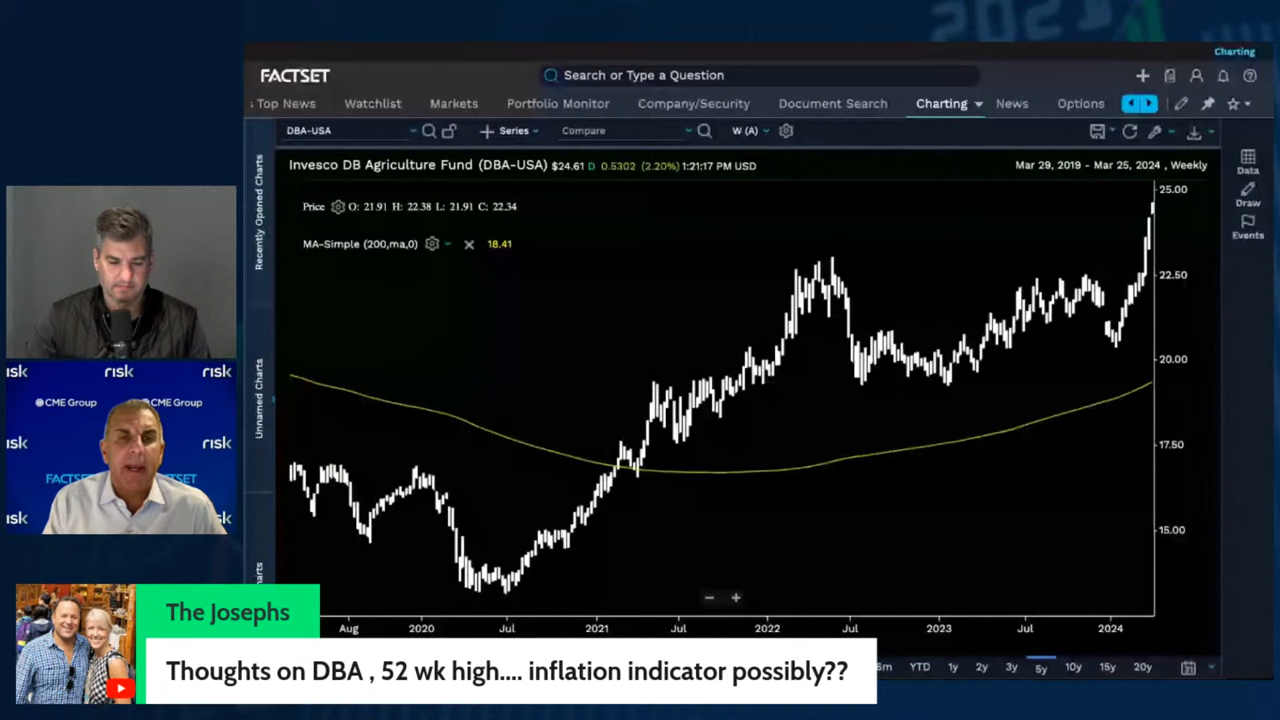 Charting
FACTSET
Search or Type a Question
Top News
Watchlist
Markets
Portfolio Monitor
Company/Security
Document Search
Charting
News
Options
DBA-USA
Series
Compare
W (A)
Recently Opened Charts
Unnamed Charts
Invesco DB Agriculture Fund (DBA-USA) $24.61 D 0.5302 (2.20%) 1:21:17 PM USD
Mar 29, 2019 - Mar 25, 2024 , Weekly
Price O: 21.91 H: 22.38 L: 21.91 C: 22.34
MA-Simple (200,ma,0) 18.41
25.00
22.50
20.00
17.50
15.00
Data
Draw
Events
Aug
2020
Jul
2021
Jul
2022
Jul
2023
Jul
2024
6m
YTD
1y
2y
3y
5y
10y
15y
20y
risk
risk
CME Group
CME Group
risk
FACTSET
The Josephs
Thoughts on DBA , 52 wk high.... inflation indicator possibly??